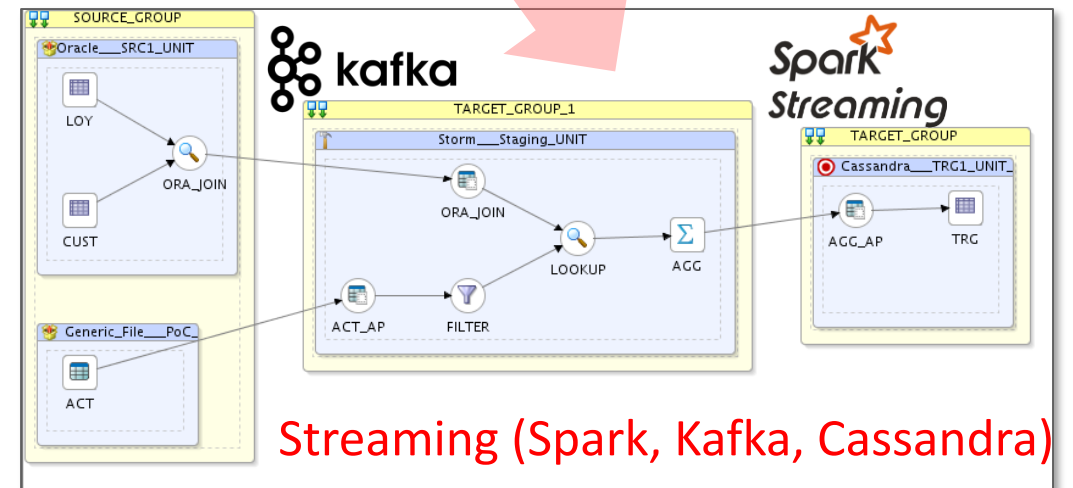 SOURCE_GROUP
Oracle___SRC1_UNIT
LOY
ORA_JOIN
CUST
Generic_File___PoC_
ACT
kafka
TARGET_GROUP_1
Storm___Staging_UNIT
ORA_JOIN
LOOKUP
AGG
ACT_AP
FILTER
Spark
Streaming
TARGET_GROUP
Cassandra___TRG1_UNIT_
AGG_AP
TRG
Streaming (Spark, Kafka, Cassandra)